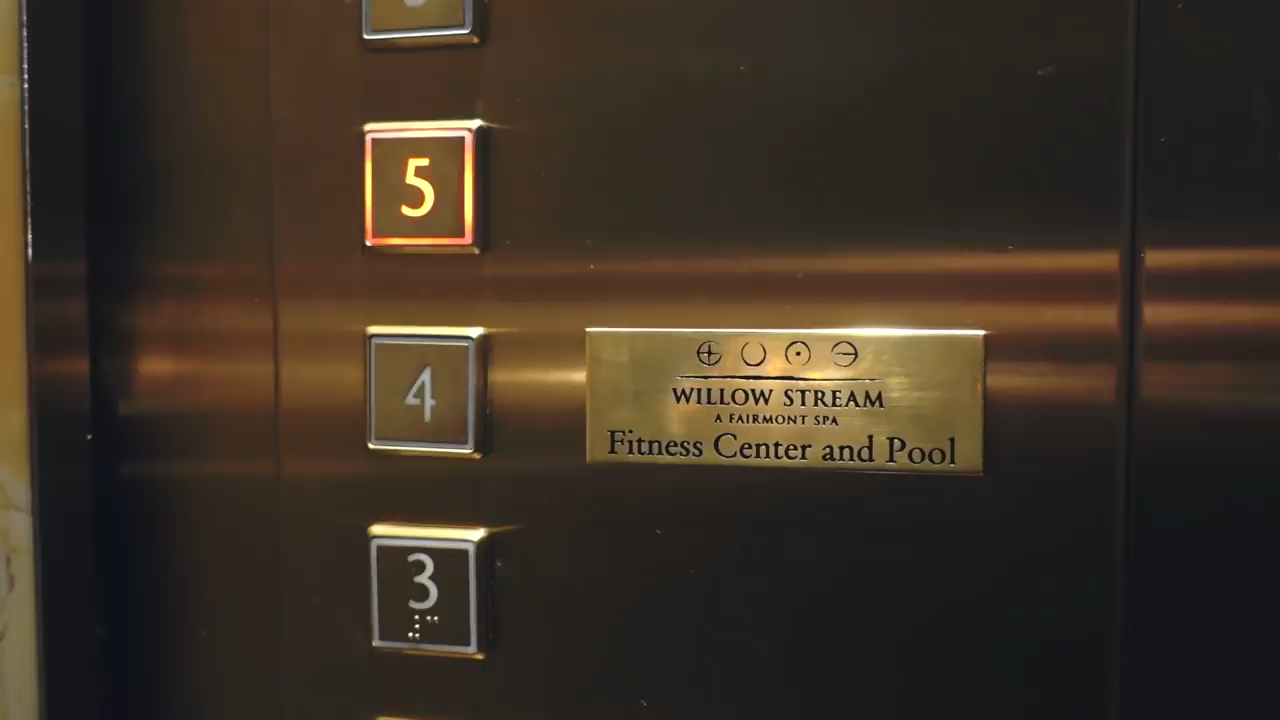 5
4
WILLOW STREAM
A FAIRMONT SPA
Fitness Center and Pool
3